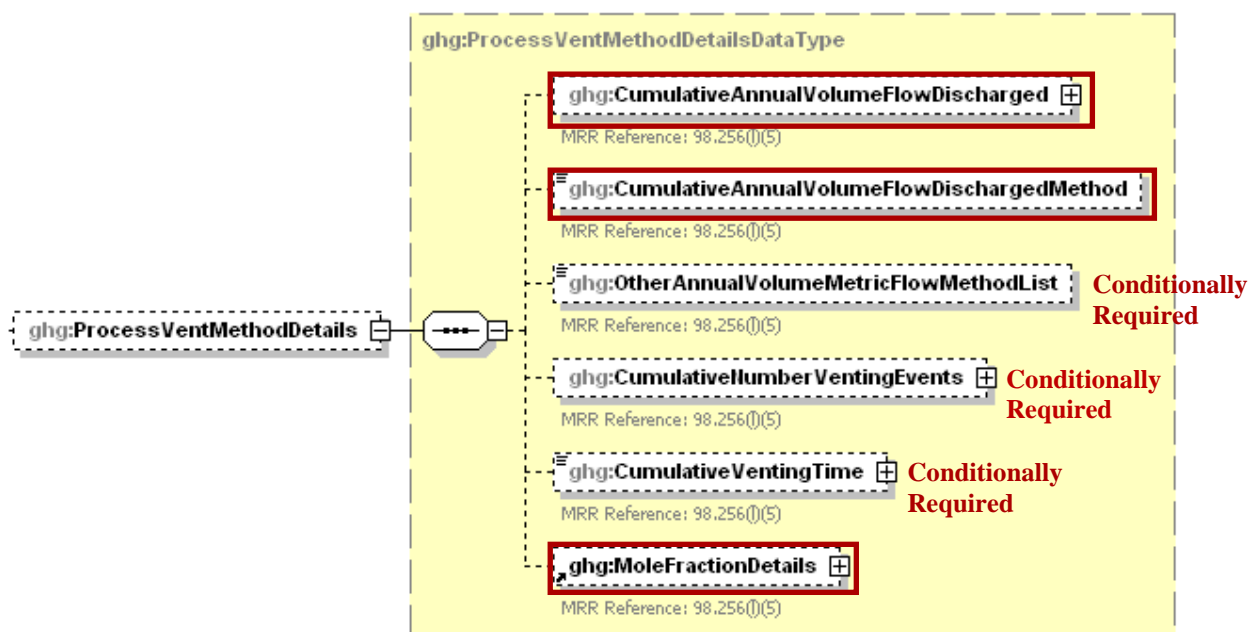 ghg:ProcessVentMethodDetailsDataType
ghg:CumulativeAnnualVolumeFlowDischarged
MRR Reference: 98.256(l)(5)
ghg:CumulativeAnnualVolumeFlowDischargedMethod
MRR Reference: 98.256(l)(5)
ghg:OtherAnnualVolumeMetricFlowMethodList
Conditionally
Required
MRR Reference: 98.256(l)(5)
ghg:ProcessVentMethodDetails
ghg:CumulativeNumberVentingEvents
Conditionally
Required
MRR Reference: 98.256(l)(5)
ghg:CumulativeVentingTime
Conditionally
Required
MRR Reference: 98.256(l)(5)
ghg:MoleFractionDetails
MRR Reference: 98.256(l)(5)